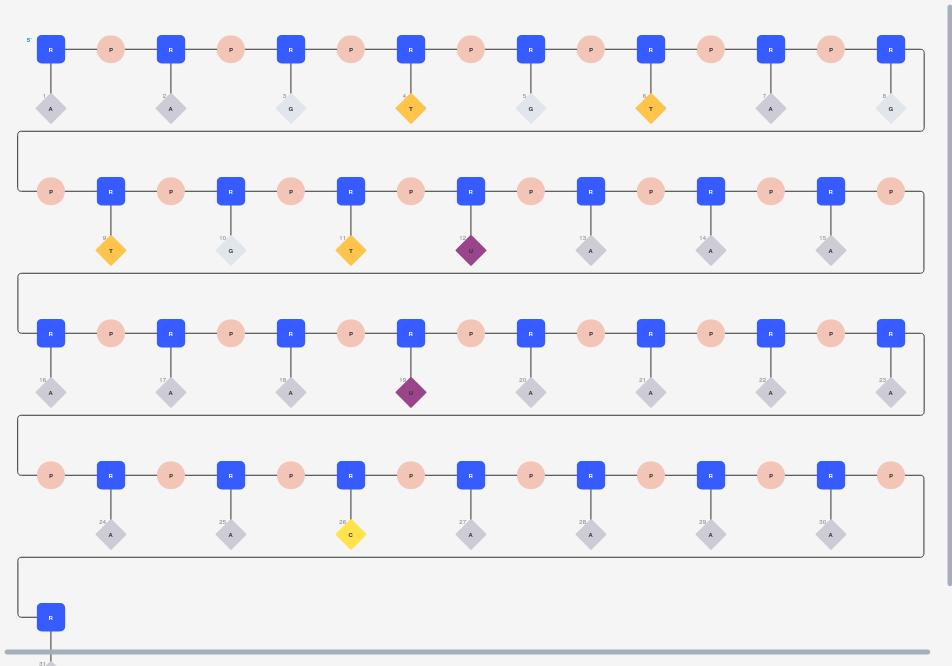 5'
R P R P R P R P R P R P R P R
1 2 3 4 5 6 7 8
A A G T G T A G
P R P R P R P R P R P R P R P
9 10 11 12 13 14 15
T G T U A A A
R P R P R P R P R P R P R P R
16 17 18 19 20 21 22 23
A A A U A A A A
P R P R P R P R P R P R P R P
24 25 26 27 28 29 30
A A C A A A A
R
31